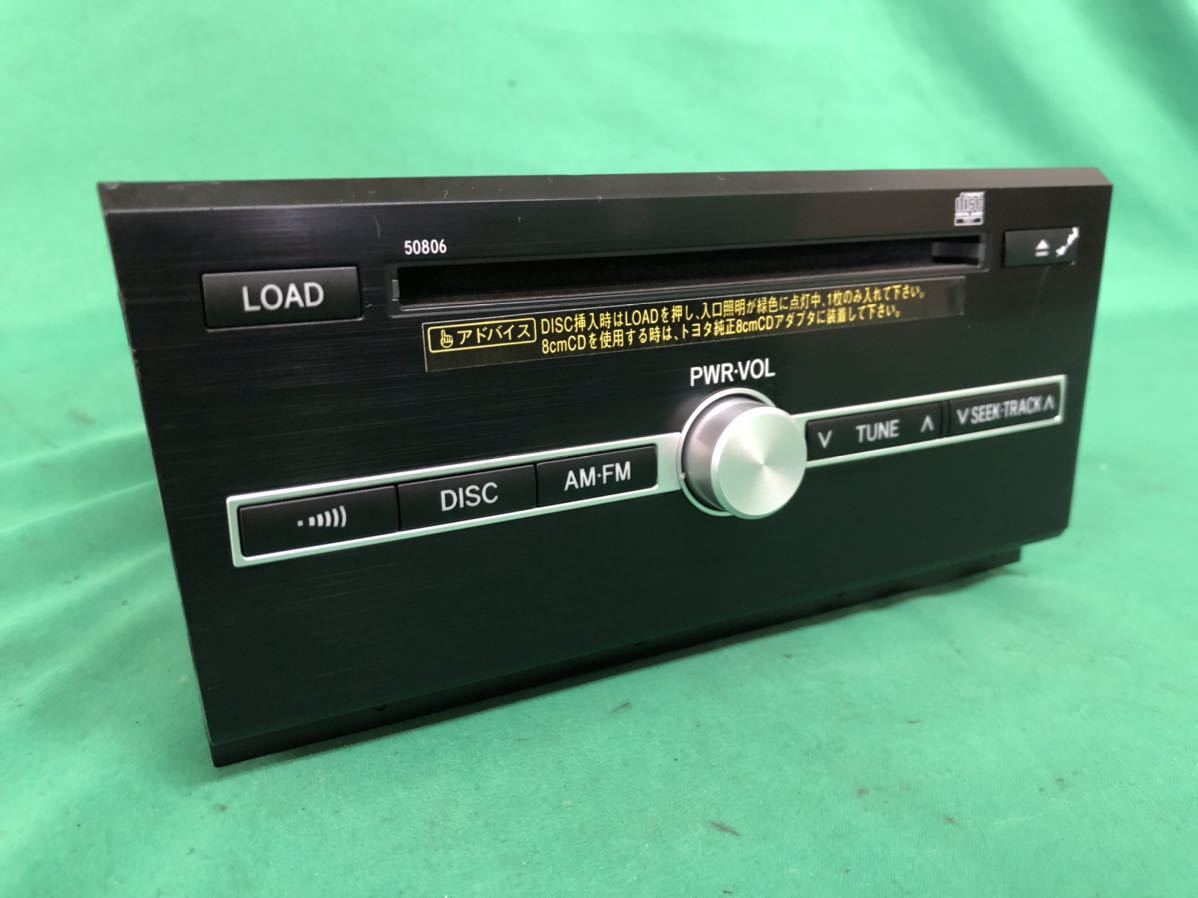 50806
disc
LOAD
アドバイス
DISC挿入時はLOADを押し、入口照明が緑色に点灯中、1枚のみ入れて下さい。
8cmCDを使用する時は、トヨタ純正8cmCDアダプタに装着して下さい。
PWR·VOL
∨ TUNE ∧
∨ SEEK·TRACK ∧
DISC
AM·FM